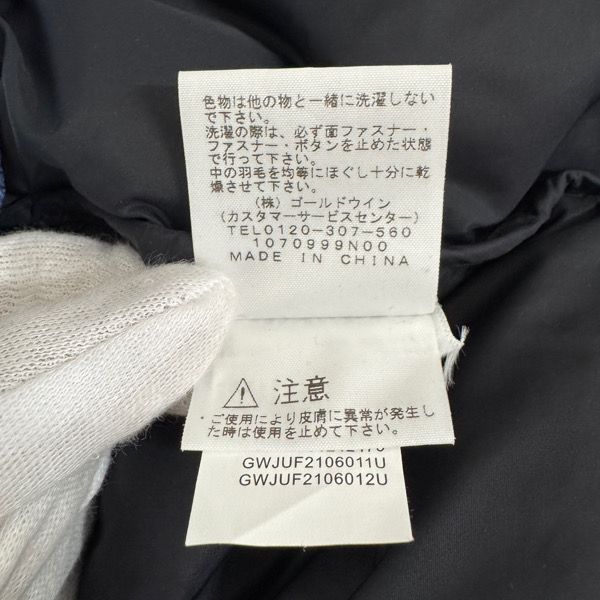 色物は他の物と一緒に洗濯しない
で下さい。
洗濯の際は、必ず面ファスナー・
ファスナー・ボタンを止めた状態
で行って下さい。
中の羽毛を均等にほぐし十分に乾
燥させて下さい。
(株) ゴールドウイン
(カスタマーサービスセンター)
TEL0120-307-560
1070999N00
MADE IN CHINA
注意
・ご使用により皮膚に異常が発生し
た時は使用を止めて下さい。
GWJUF2106011U
GWJUF2106012U